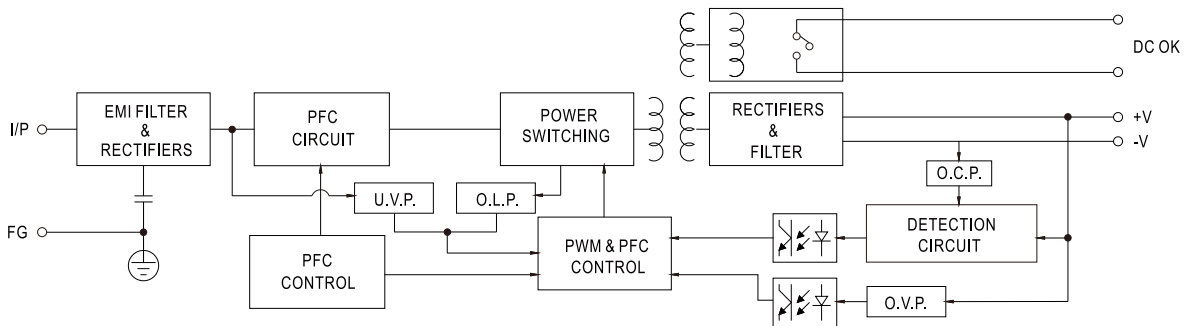 DC OK
I/P
EMI FILTER
&
RECTIFIERS
PFC
CIRCUIT
POWER
SWITCHING
RECTIFIERS
&
FILTER
+V
-V
O.C.P.
U.V.P.
O.L.P.
FG
PFC
CONTROL
PWM & PFC
CONTROL
DETECTION
CIRCUIT
O.V.P.